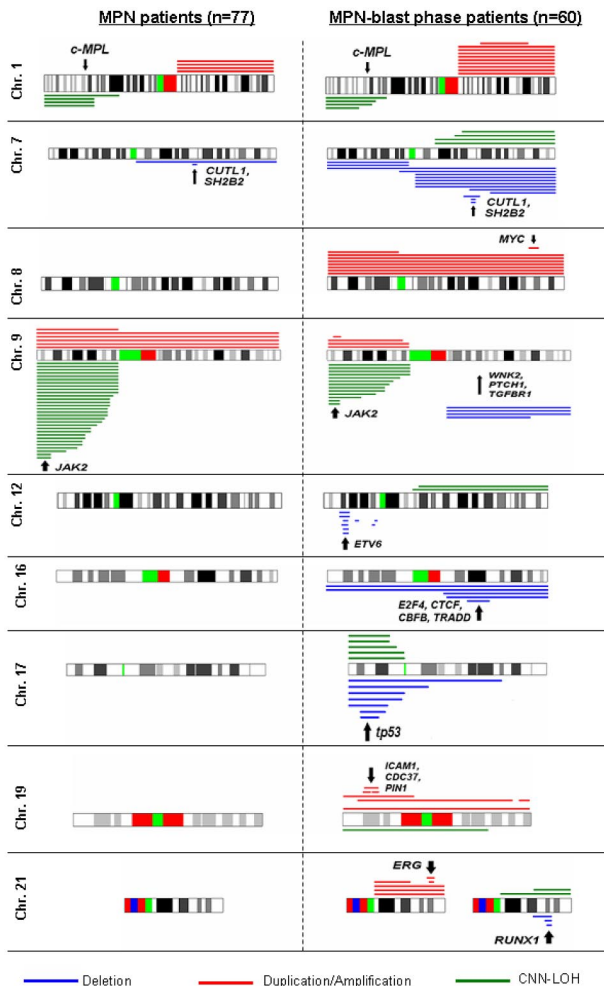 MPN patients (n=77)
MPN-blast phase patients (n=60)
Chr. 1
c-MPL
c-MPL
Chr. 7
CUTL1,
SH2B2
CUTL1,
SH2B2
Chr. 8
MYC
Chr. 9
JAK2
JAK2
WNK2,
PTCH1,
TGFBR1
Chr. 12
ETV6
Chr. 16
E2F4, CTCF,
CBFB, TRADD
Chr. 17
tp53
Chr. 19
ICAM1,
CDC37,
PIN1
Chr. 21
ERG
RUNX1
Deletion
Duplication/Amplification
CNN-LOH